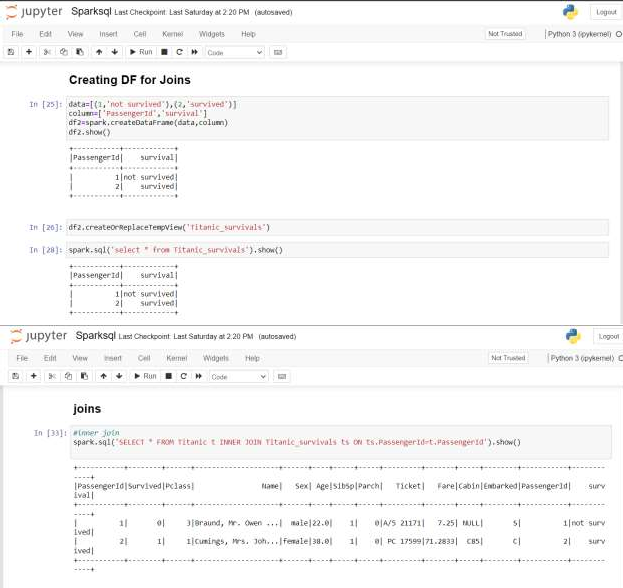 jupyter Sparksql Last Checkpoint: Last Saturday at 2:20 PM (autosaved) Logout
File Edit View Insert Cell Kernel Widgets Help Not Trusted Python 3 (ipykernel)
Run Code
Creating DF for Joins
In [25]: data=[(1,'not survived'),(2,'survived')]
column=['PassengerId','survival']
df2=spark.createDataFrame(data,column)
df2.show()
+-----------+------------+
|PassengerId|    survival|
+-----------+------------+
|          1|not survived|
|          2|    survived|
+-----------+------------+
In [26]: df2.createOrReplaceTempView('Titanic_survivals')
In [28]: spark.sql('select * from Titanic_survivals').show()
+-----------+------------+
|PassengerId|    survival|
+-----------+------------+
|          1|not survived|
|          2|    survived|
+-----------+------------+
jupyter Sparksql Last Checkpoint: Last Saturday at 2:20 PM (autosaved) Logout
File Edit View Insert Cell Kernel Widgets Help Not Trusted Python 3 (ipykernel)
Run Code
joins
In [33]: #inner join
spark.sql('SELECT * FROM Titanic t INNER JOIN Titanic_survivals ts ON ts.PassengerId=t.PassengerId').show()
+-----------+--------+------+--------------------+------+----+-----+-----+---------+-------+-----+--------+-----------+--------
----+
|PassengerId|Survived|Pclass|                Name|   Sex| Age|SibSp|Parch|   Ticket|   Fare|Cabin|Embarked|PassengerId|    surv
ival|
+-----------+--------+------+--------------------+------+----+-----+-----+---------+-------+-----+--------+-----------+--------
----+
|          1|       0|     3|Braund, Mr. Owen ...|  male|22.0|    1|    0|A/5 21171|   7.25| NULL|       S|          1|not surv
ived|
|          2|       1|     1|Cumings, Mrs. Joh...|female|38.0|    1|    0| PC 17599|71.2833|  C85|       C|          2|    surv
ived|
+-----------+--------+------+--------------------+------+----+-----+-----+---------+-------+-----+--------+-----------+--------
----+